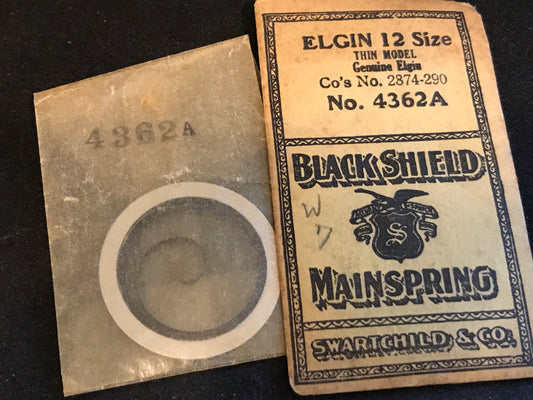 4362A
ELGIN 12 Size
THIN MODEL
Genuine Elgin
Co's No. 2874-290
No. 4362A
BLACK SHIELD
W
7
S
MAINSPRING
SWARTCHILD & CO.